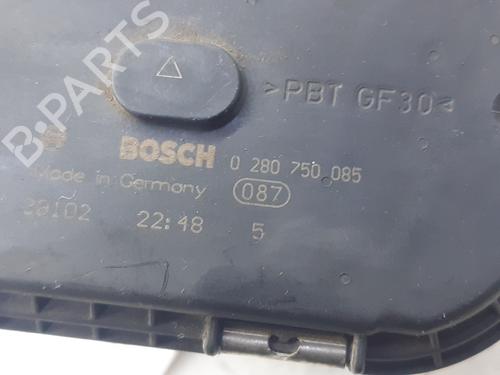 >PBT GF30<
BOSCH 0 280 750 085
Made in Germany 087
22:48 5
B-PARTS